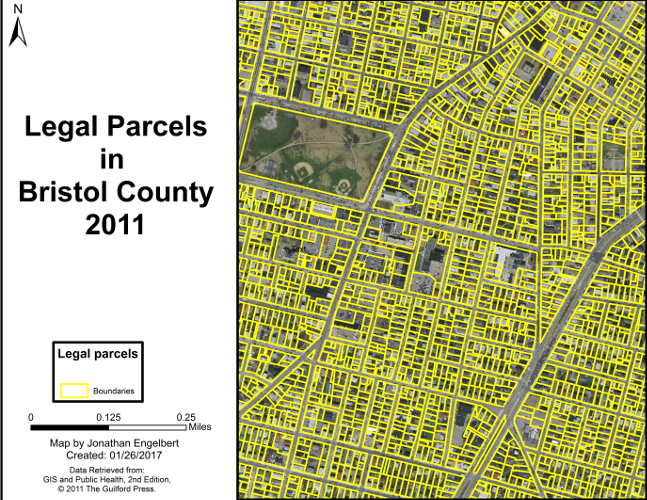 N
Legal Parcels
in
Bristol County
2011
Legal parcels
Boundaries
0 0.125 0.25
Miles
Map by Jonathan Engelbert
Created: 01/26/2017
Data Retrieved from:
GIS and Public Health, 2nd Edition,
© 2011 The Guilford Press.